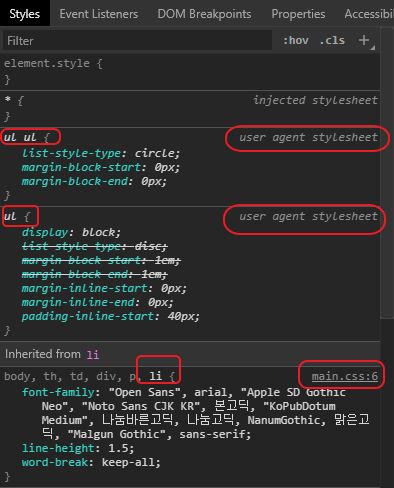 Styles Event Listeners DOM Breakpoints Properties Accessibil
Filter :hov .cls +
element.style {
}
* { injected stylesheet
}
ul ul { user agent stylesheet
list-style-type: circle;
margin-block-start: 0px;
margin-block-end: 0px;
}
ul { user agent stylesheet
display: block;
list-style-type: disc;
margin-block-start: 1em;
margin-block-end: 1em;
margin-inline-start: 0px;
margin-inline-end: 0px;
padding-inline-start: 40px;
}
Inherited from li
body, th, td, div, p, li { main.css:6
font-family: "Open Sans", arial, "Apple SD Gothic
Neo", "Noto Sans CJK KR", 본고딕, "KoPubDotum
Medium", 나눔바른고딕, 나눔고딕, NanumGothic, 맑은고
딕, "Malgun Gothic", sans-serif;
line-height: 1.5;
word-break: keep-all;
}